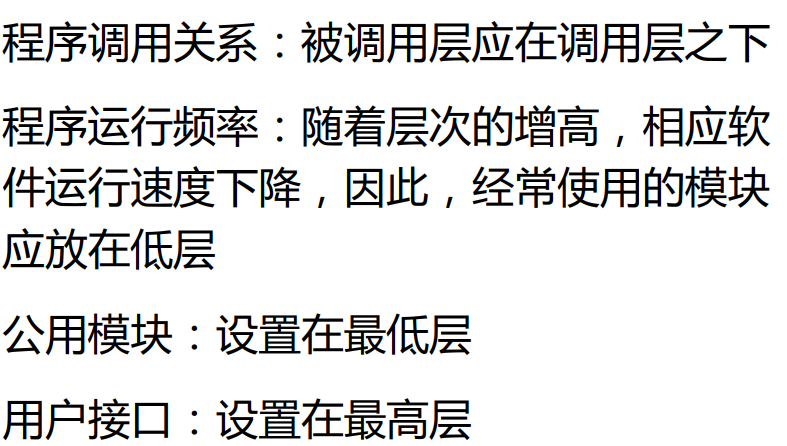 程序调用关系：被调用层应在调用层之下
程序运行频率：随着层次的增高，相应软
件运行速度下降，因此，经常使用的模块
应放在低层
公用模块：设置在最低层
用户接口：设置在最高层